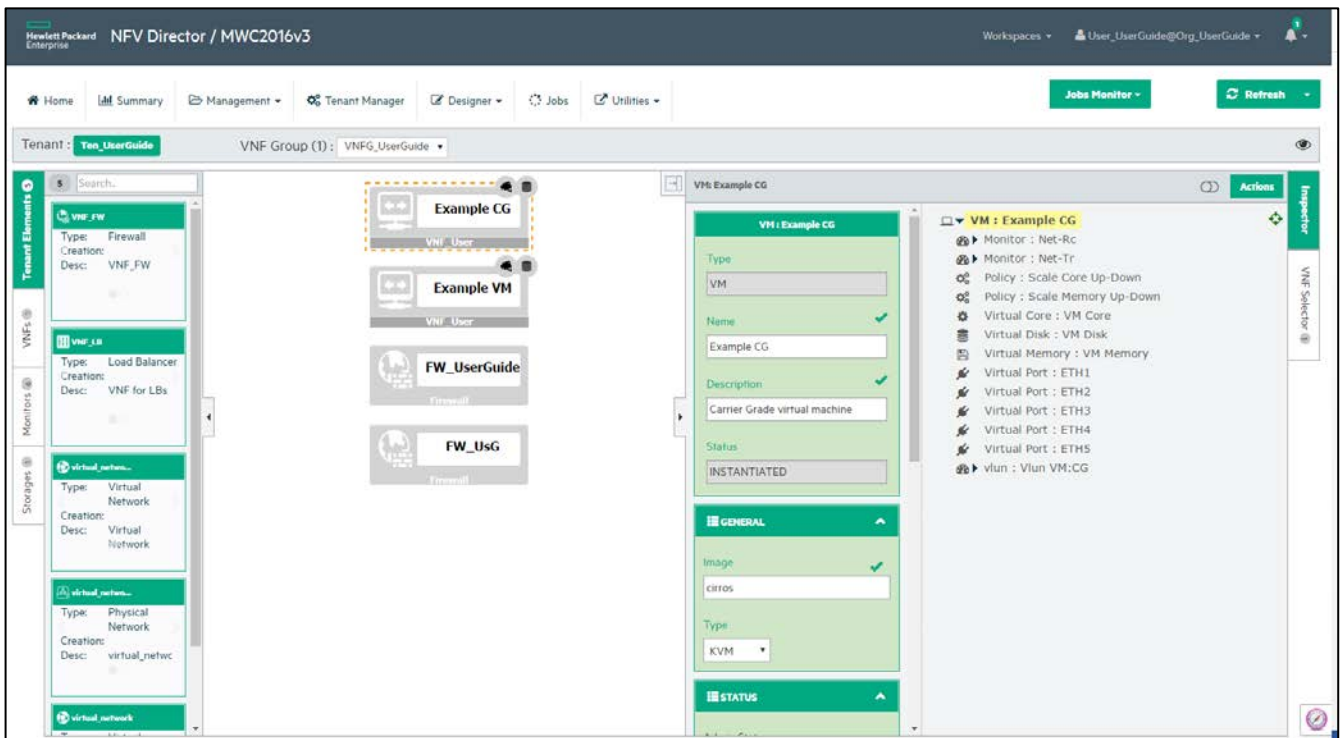 Hewlett Packard
Enterprise
NFV Director / MWC2016v3
Workspaces
User_UserGuide@Org_UserGuide
1
Home
Summary
Management
Tenant Manager
Designer
Jobs
Utilities
Jobs Monitor
Refresh
Tenant :
Ten_UserGuide
VNF Group (1) :
VNFG_UserGuide
Tenant Elements 5
VNFs
Monitors
Storages
5
Search..
VNF_FW
Type: Firewall
Creation:
Desc: VNF_FW
VNF_LB
Type: Load Balancer
Creation:
Desc: VNF for LBs
virtual_netwo...
Type: Virtual
Network
Creation:
Desc: Virtual
Network
virtual_netwo...
Type: Physical
Network
Creation:
Desc: virtual_netwc
virtual_network
Example CG
VNF_User
Example VM
VNF_User
FW_UserGuide
Firewall
FW_UsG
Firewall
VM: Example CG
Actions
VM : Example CG
Type
VM
Name
Example CG
Description
Carrier Grade virtual machine
Status
INSTANTIATED
GENERAL
Image
cirros
Type
KVM
STATUS
VM : Example CG
Monitor : Net-Rc
Monitor : Net-Tr
Policy : Scale Core Up-Down
Policy : Scale Memory Up-Down
Virtual Core : VM Core
Virtual Disk : VM Disk
Virtual Memory : VM Memory
Virtual Port : ETH1
Virtual Port : ETH2
Virtual Port : ETH3
Virtual Port : ETH4
Virtual Port : ETH5
vlun : Vlun VM:CG
Inspector
VNF Selector